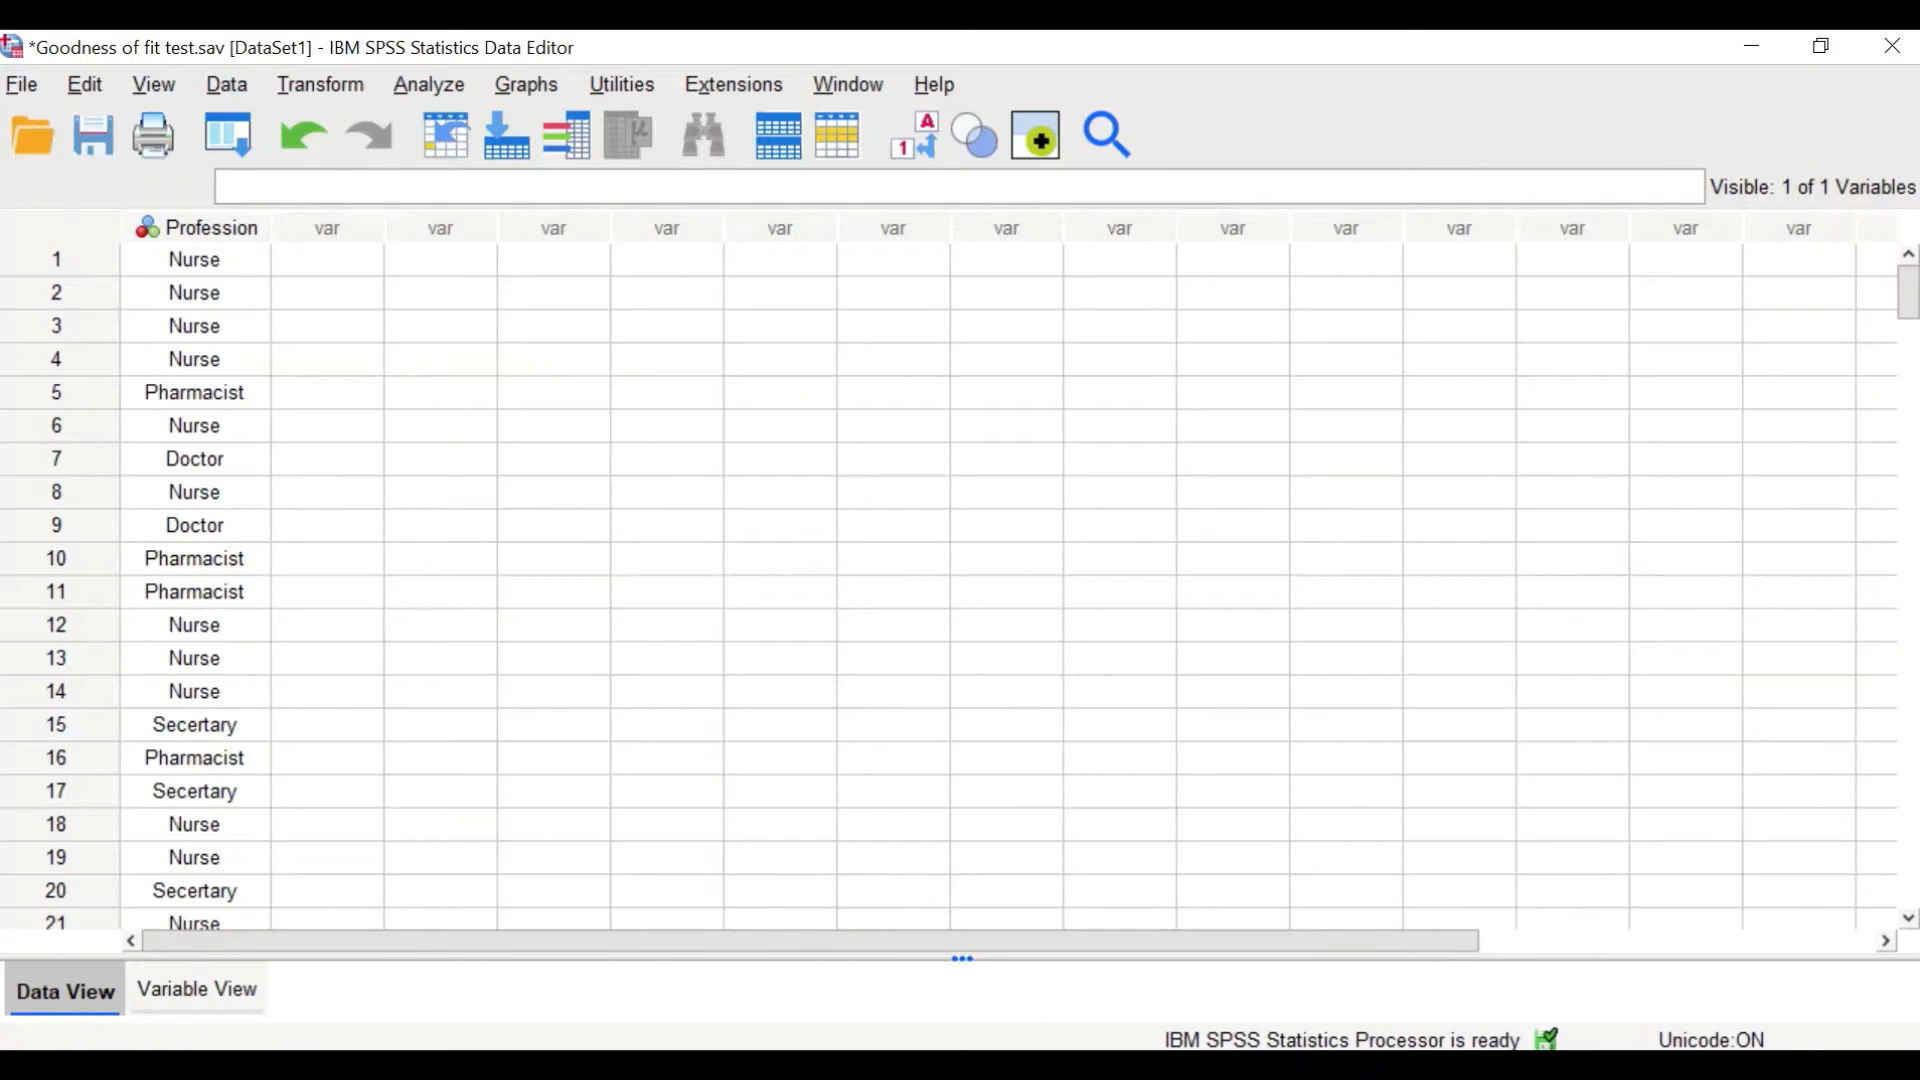 *Goodness of fit test.sav [DataSet1] - IBM SPSS Statistics Data Editor
File Edit View Data Transform Analyze Graphs Utilities Extensions Window Help
Visible: 1 of 1 Variables
Profession var var var var var var var var var var var var var var
1 Nurse
2 Nurse
3 Nurse
4 Nurse
5 Pharmacist
6 Nurse
7 Doctor
8 Nurse
9 Doctor
10 Pharmacist
11 Pharmacist
12 Nurse
13 Nurse
14 Nurse
15 Secertary
16 Pharmacist
17 Secertary
18 Nurse
19 Nurse
20 Secertary
21 Nurse
Data View Variable View
IBM SPSS Statistics Processor is ready Unicode:ON